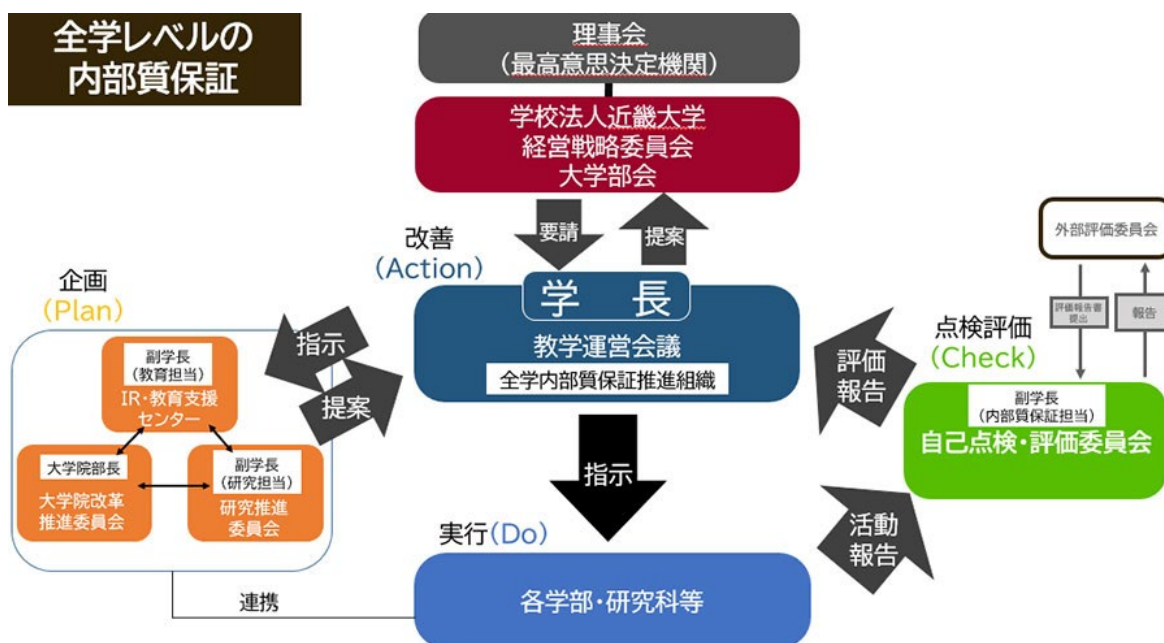 全学レベルの
内部質保証
理事会
（最高意思決定機関）
学校法人近畿大学
経営戦略委員会
大学部会
要請
提案
改善
(Action)
学 長
教学運営会議
全学内部質保証推進組織
企画
(Plan)
副学長
（教育担当）
IR・教育支援
センター
大学院部長
大学院改革
推進委員会
副学長
（研究担当）
研究推進
委員会
指示
提案
外部評価委員会
評価報告書
提出
報告
点検評価
(Check)
副学長
（内部質保証担当）
自己点検・評価委員会
評価
報告
指示
活動
報告
実行(Do)
各学部・研究科等
連携